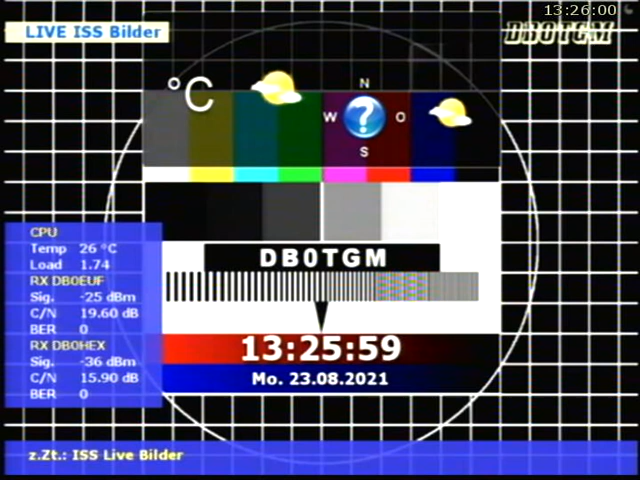 13:26:00
LIVE ISS Bilder
DB0TGM
°C
N
W ? O
S
CPU
Temp 26 °C
Load 1.74
RX DB0EUF
Sig. -25 dBm
C/N 19.60 dB
BER 0
RX DB0HEX
Sig. -36 dBm
C/N 15.90 dB
BER 0
DB0TGM
13:25:59
Mo. 23.08.2021
z.Zt.: ISS Live Bilder